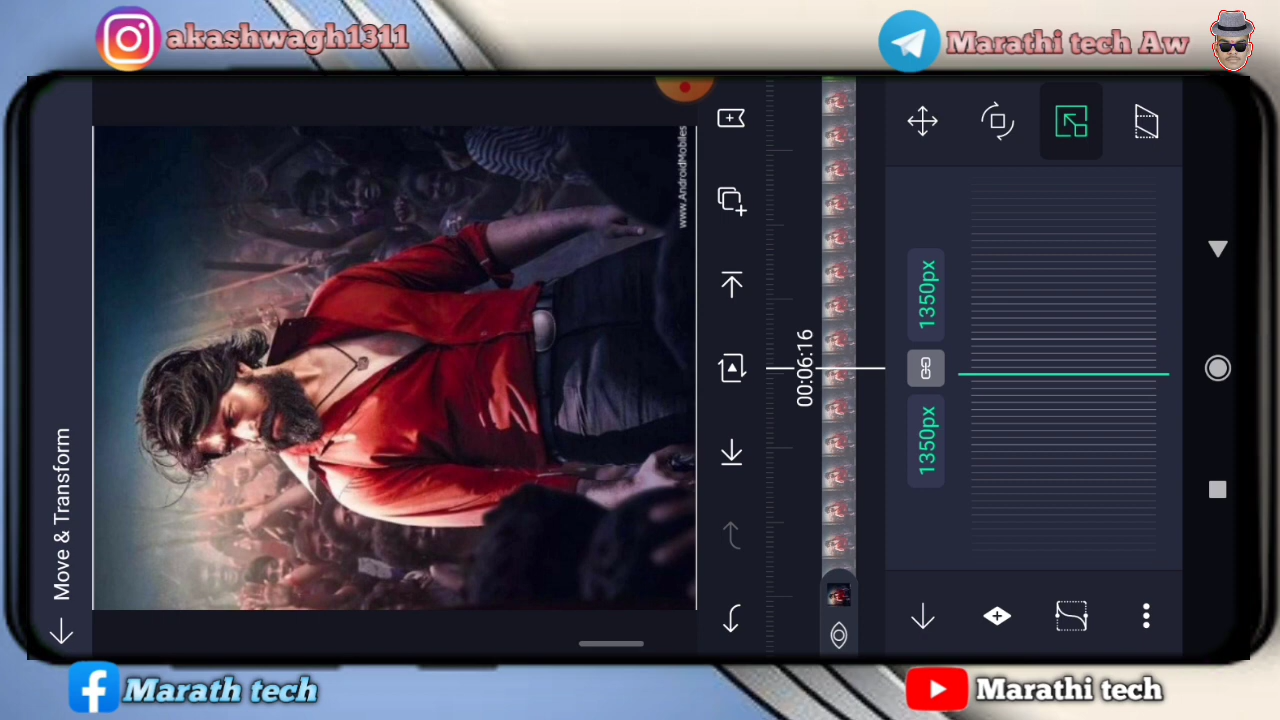 akashwagh1311
Marathi tech Aw
Move & Transform
www.AndroidMobiles
00:06:16
1350px
1350px
Marath tech
Marathi tech